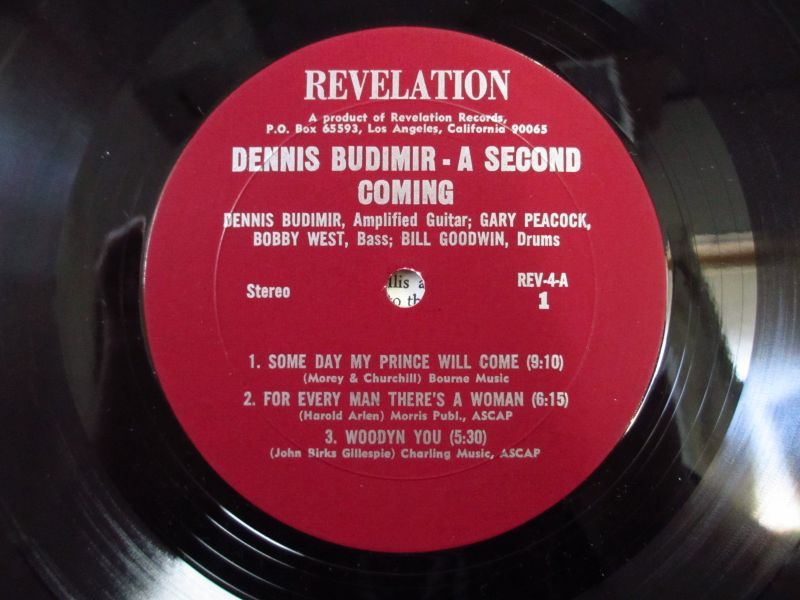 REVELATION
A product of Revelation Records,
P.O. Box 65593, Los Angeles, California 90065
DENNIS BUDIMIR - A SECOND
COMING
DENNIS BUDIMIR, Amplified Guitar; GARY PEACOCK,
BOBBY WEST, Bass; BILL GOODWIN, Drums
Stereo
REV-4-A
1
1. SOME DAY MY PRINCE WILL COME (9:10)
(Morey & Churchill) Bourne Music
2. FOR EVERY MAN THERE'S A WOMAN (6:15)
(Harold Arlen) Morris Publ., ASCAP
3. WOODYN YOU (5:30)
(John Birks Gillespie) Charling Music, ASCAP